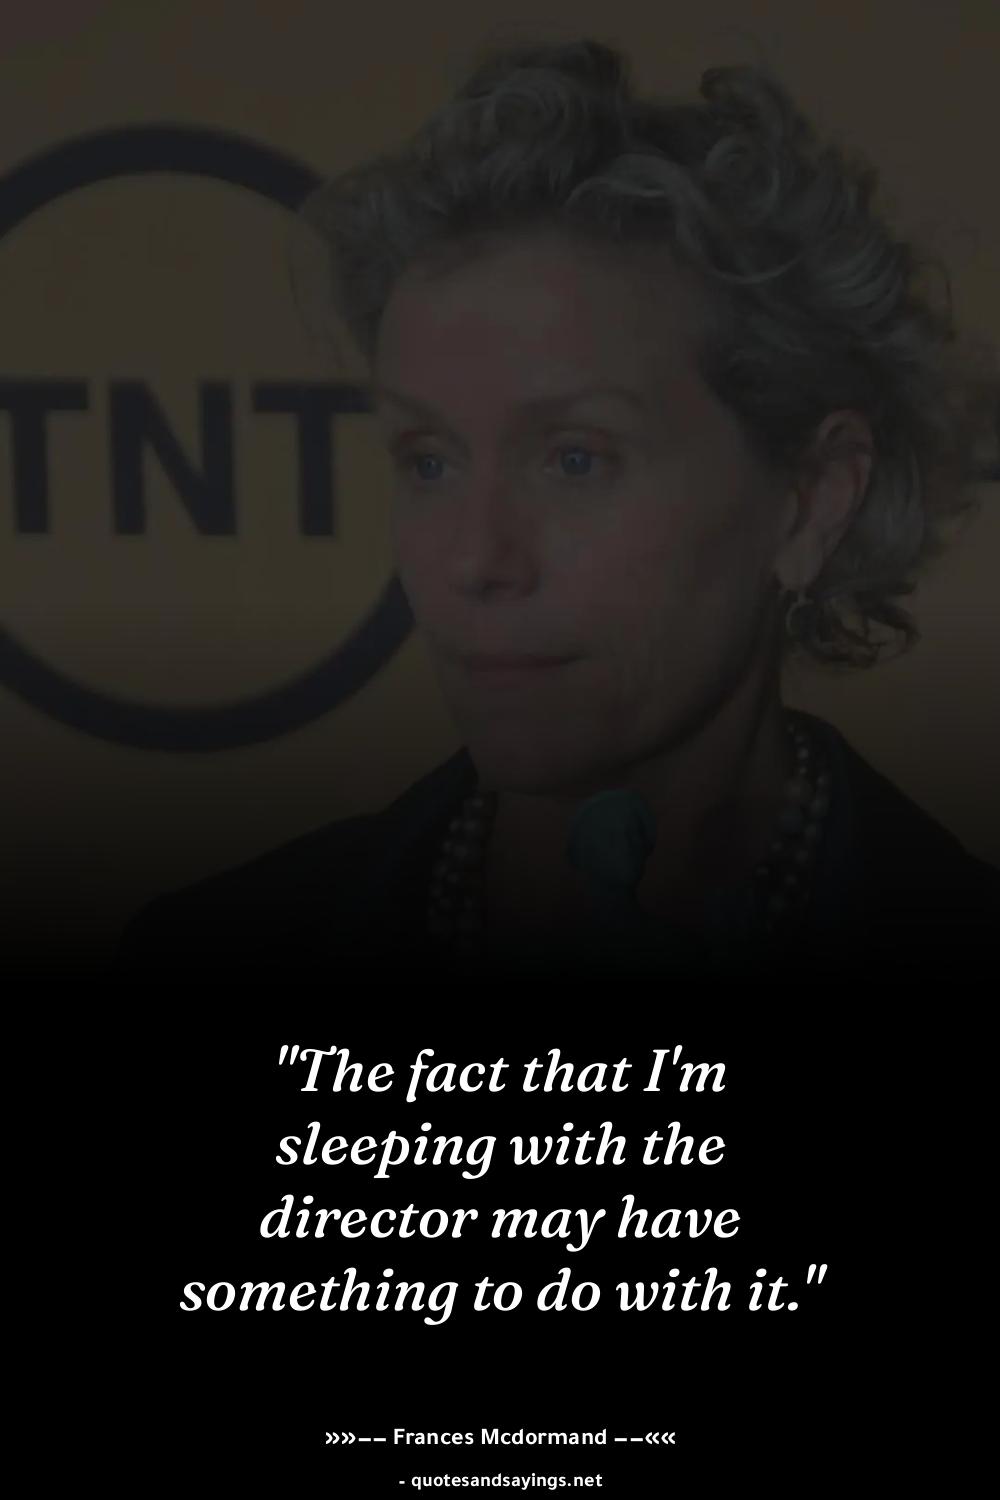 TNT
"The fact that I'm
sleeping with the
director may have
something to do with it."
»»−− Frances Mcdormand −−««
- quotesandsayings.net